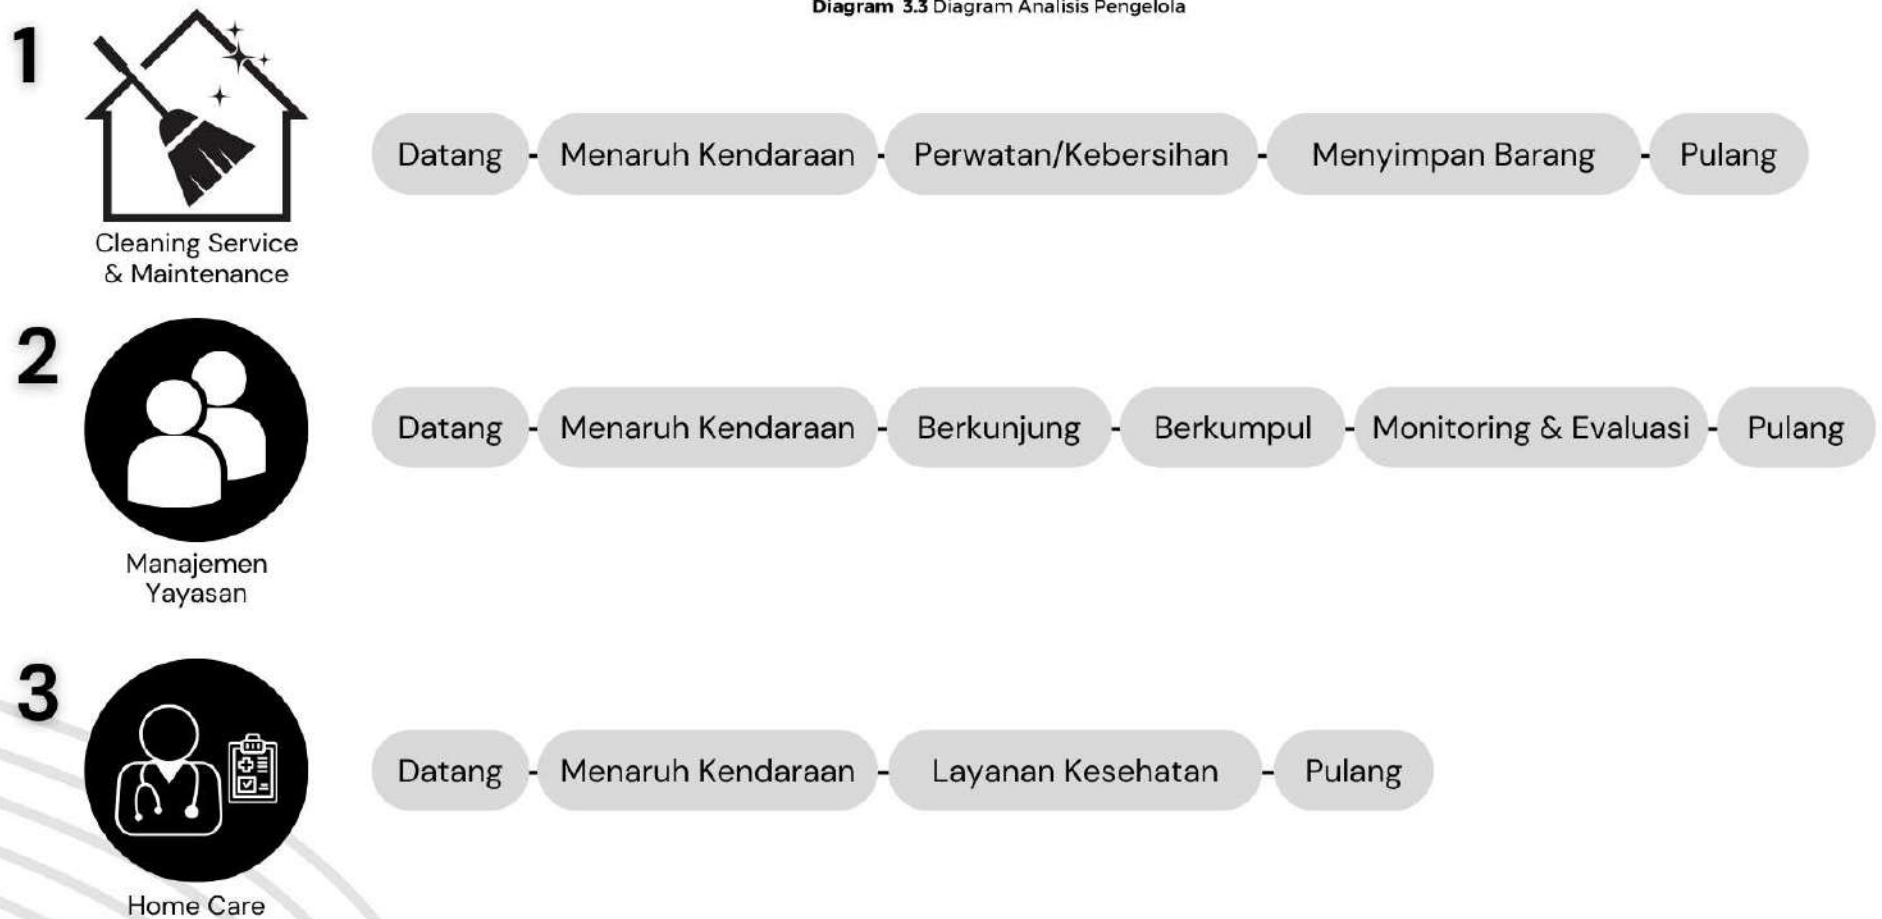 Diagram 3.3 Diagram Analisis Pengelola
1
Datang - Menaruh Kendaraan - Perwatan/Kebersihan - Menyimpan Barang - Pulang
Cleaning Service
& Maintenance
2
Datang - Menaruh Kendaraan - Berkunjung - Berkumpul - Monitoring & Evaluasi - Pulang
Manajemen
Yayasan
3
Datang - Menaruh Kendaraan - Layanan Kesehatan - Pulang
Home Care